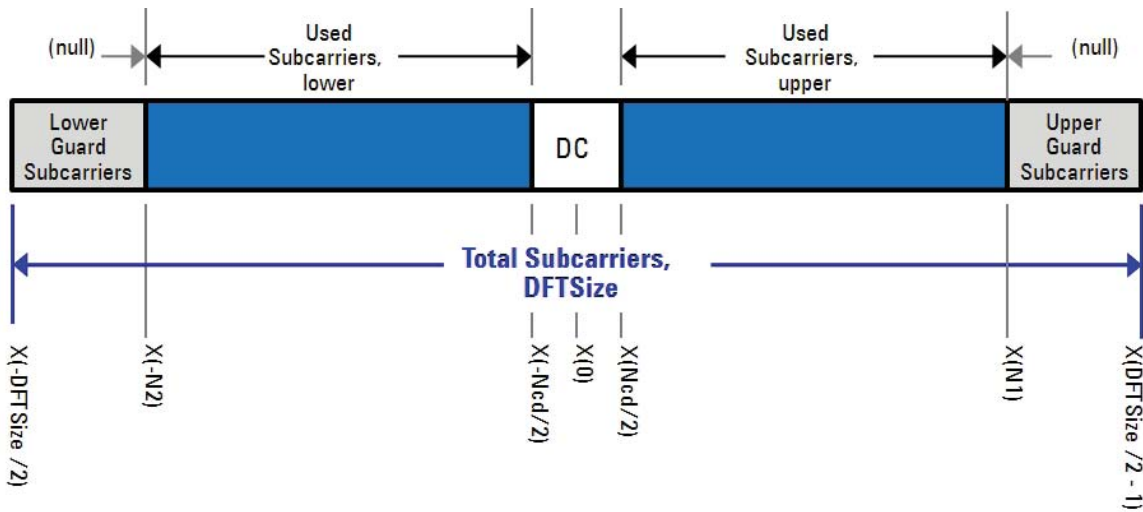 (null)
Used
Subcarriers,
lower
Used
Subcarriers,
upper
(null)
Lower
Guard
Subcarriers
DC
Upper
Guard
Subcarriers
Total Subcarriers,
DFTSize
X(-DFTSize /2)
X(-N2)
X(-Ncd/2)
X(0)
X(Ncd/2)
X(N1)
X(DFTSize /2 - 1)